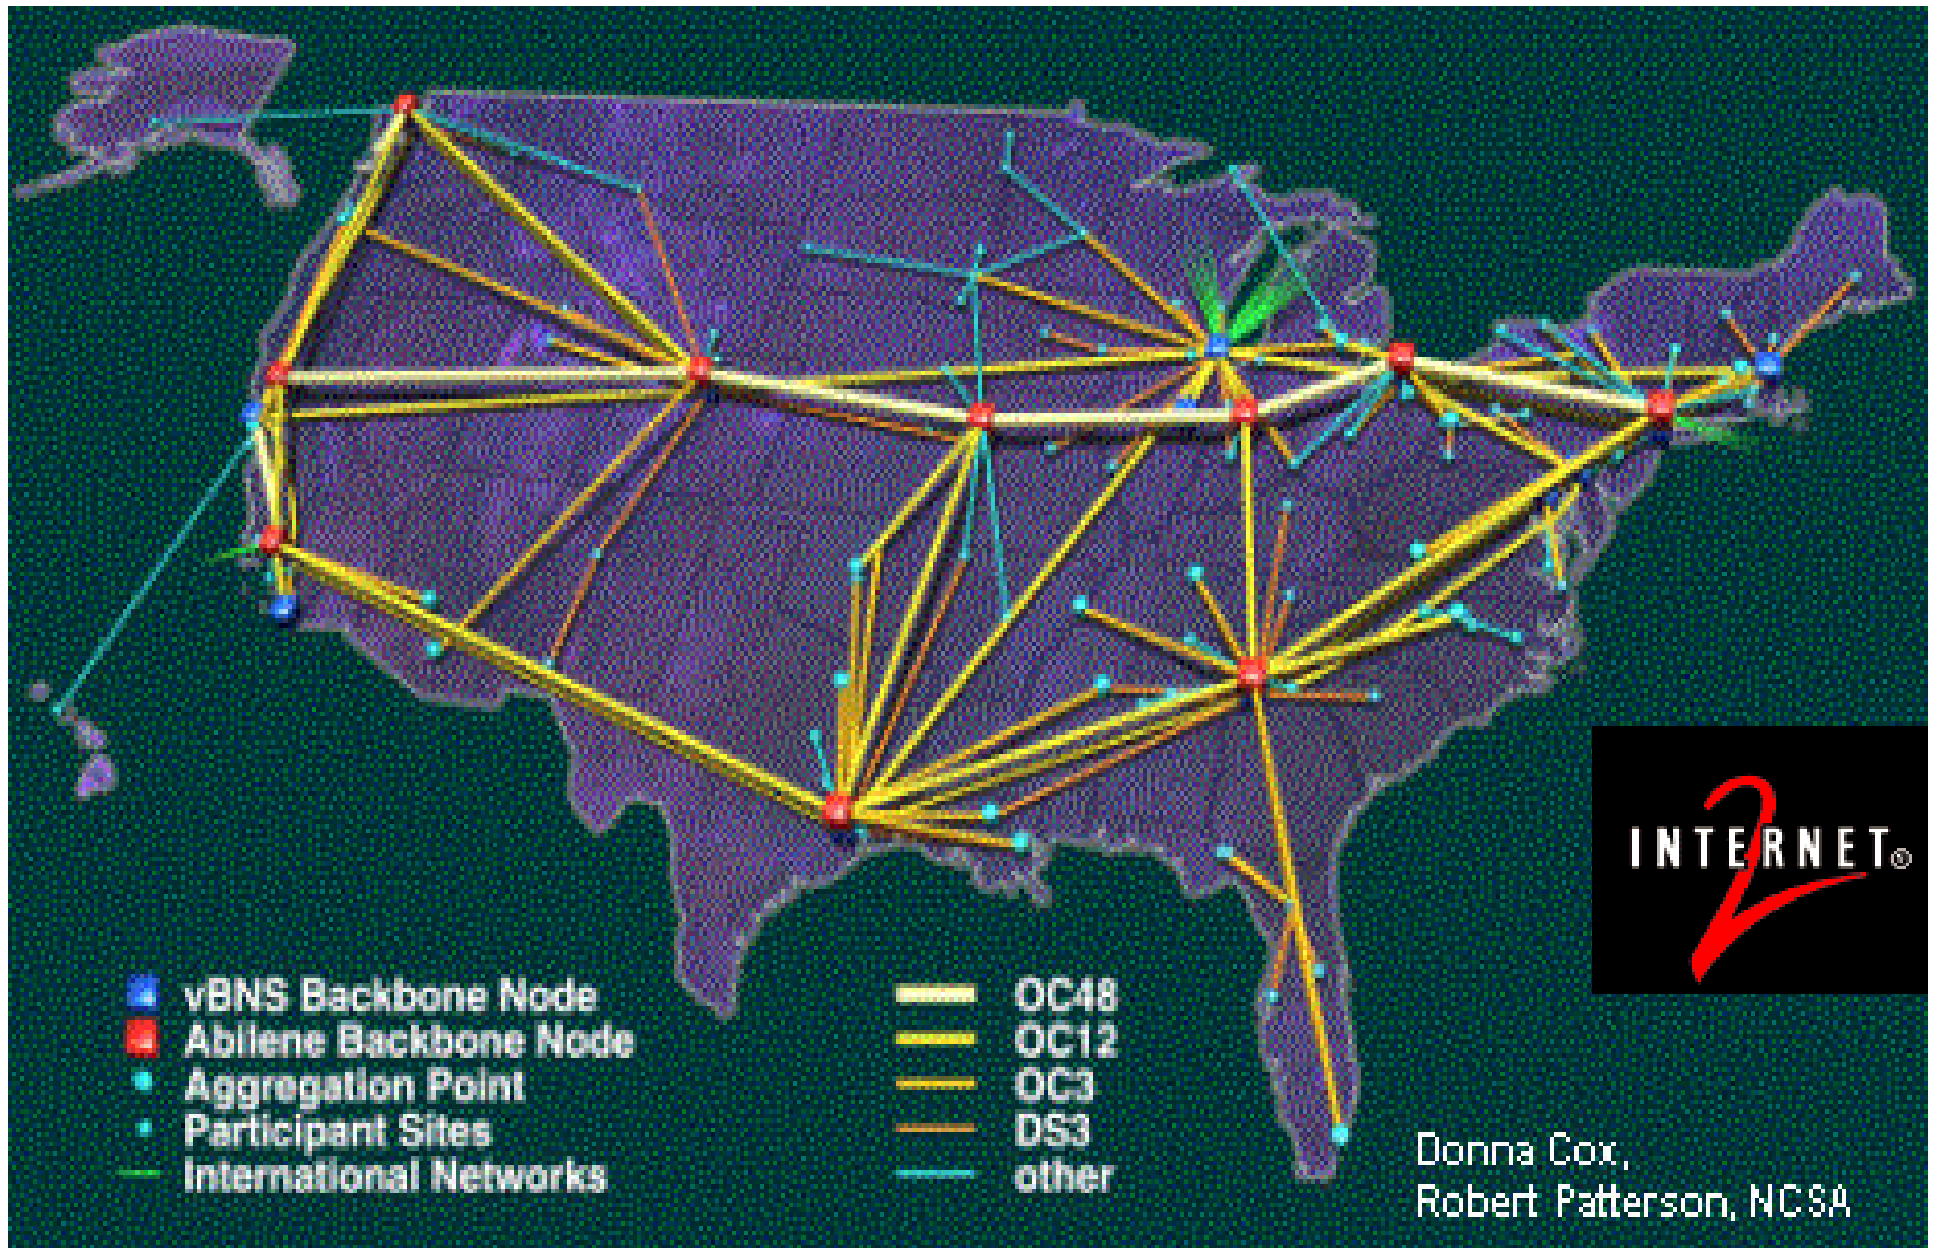 INTERNET®
2
vBNS Backbone Node
Abilene Backbone Node
Aggregation Point
Participant Sites
International Networks
OC48
OC12
OC3
DS3
other
Donna Cox,
Robert Patterson, NCSA